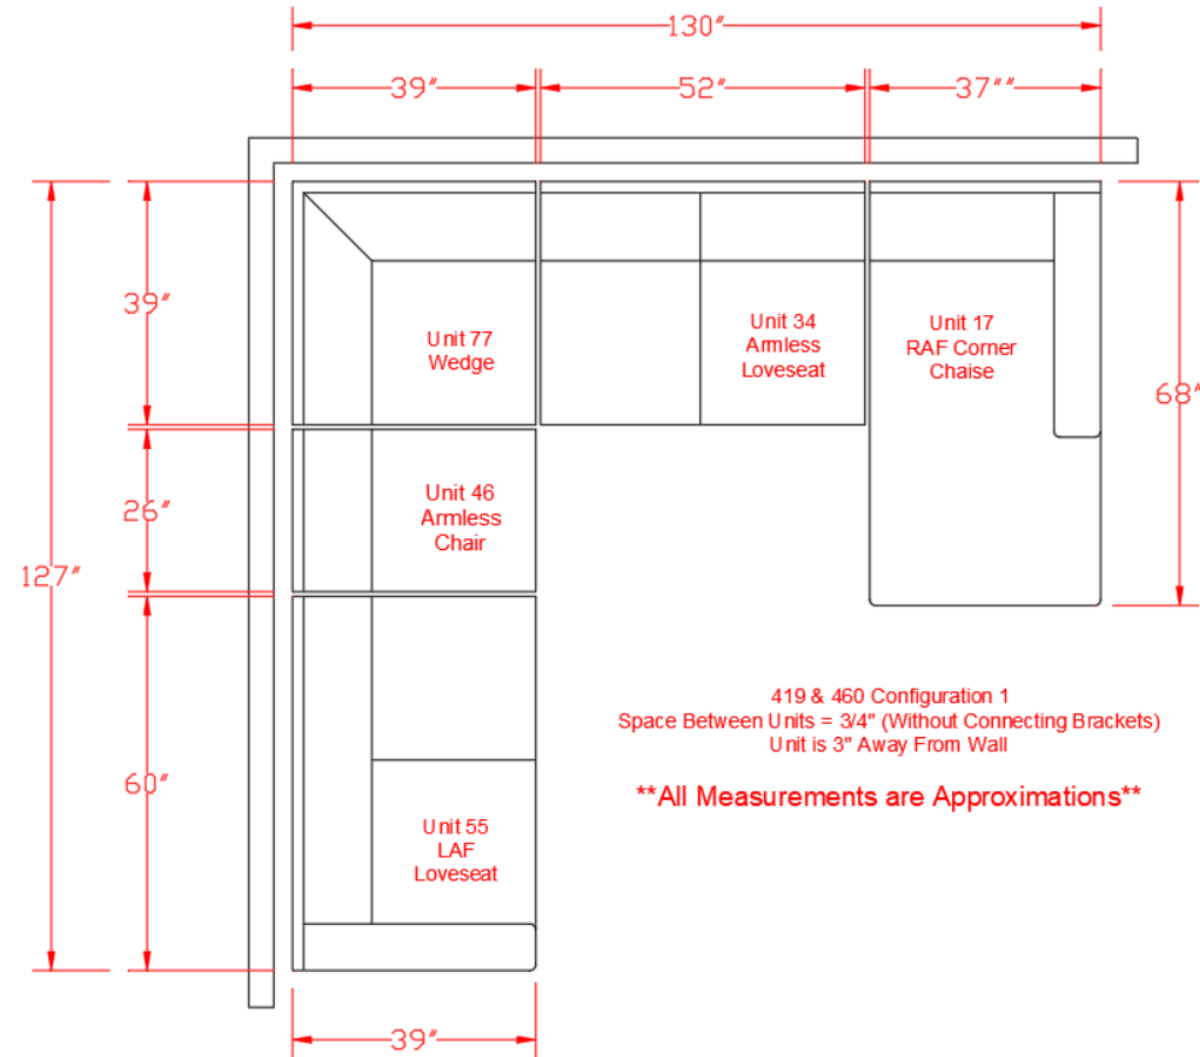 130"
39"
52"
37""
39"
26"
127"
60"
68"
39"
Unit 77
Wedge
Unit 34
Armless
Loveseat
Unit 17
RAF Corner
Chaise
Unit 46
Armless
Chair
Unit 55
LAF
Loveseat
419 & 460 Configuration 1
Space Between Units = 3/4" (Without Connecting Brackets)
Unit is 3" Away From Wall
**All Measurements are Approximations**